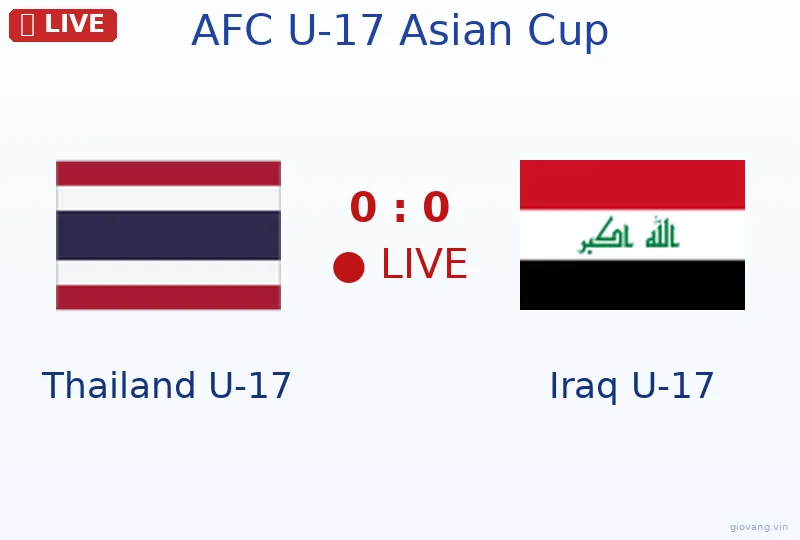 LIVE
AFC U-17 Asian Cup
0 : 0
● LIVE
الله اكبر
Thailand U-17
Iraq U-17
giovang.vin